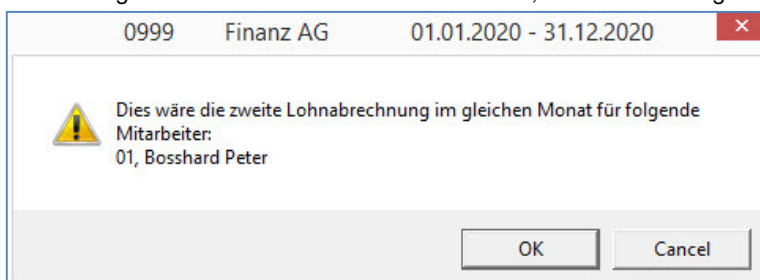 0999 Finanz AG 01.01.2020 - 31.12.2020
Dies wäre die zweite Lohnabrechnung im gleichen Monat für folgende
Mitarbeiter:
01, Bosshard Peter
OK Cancel